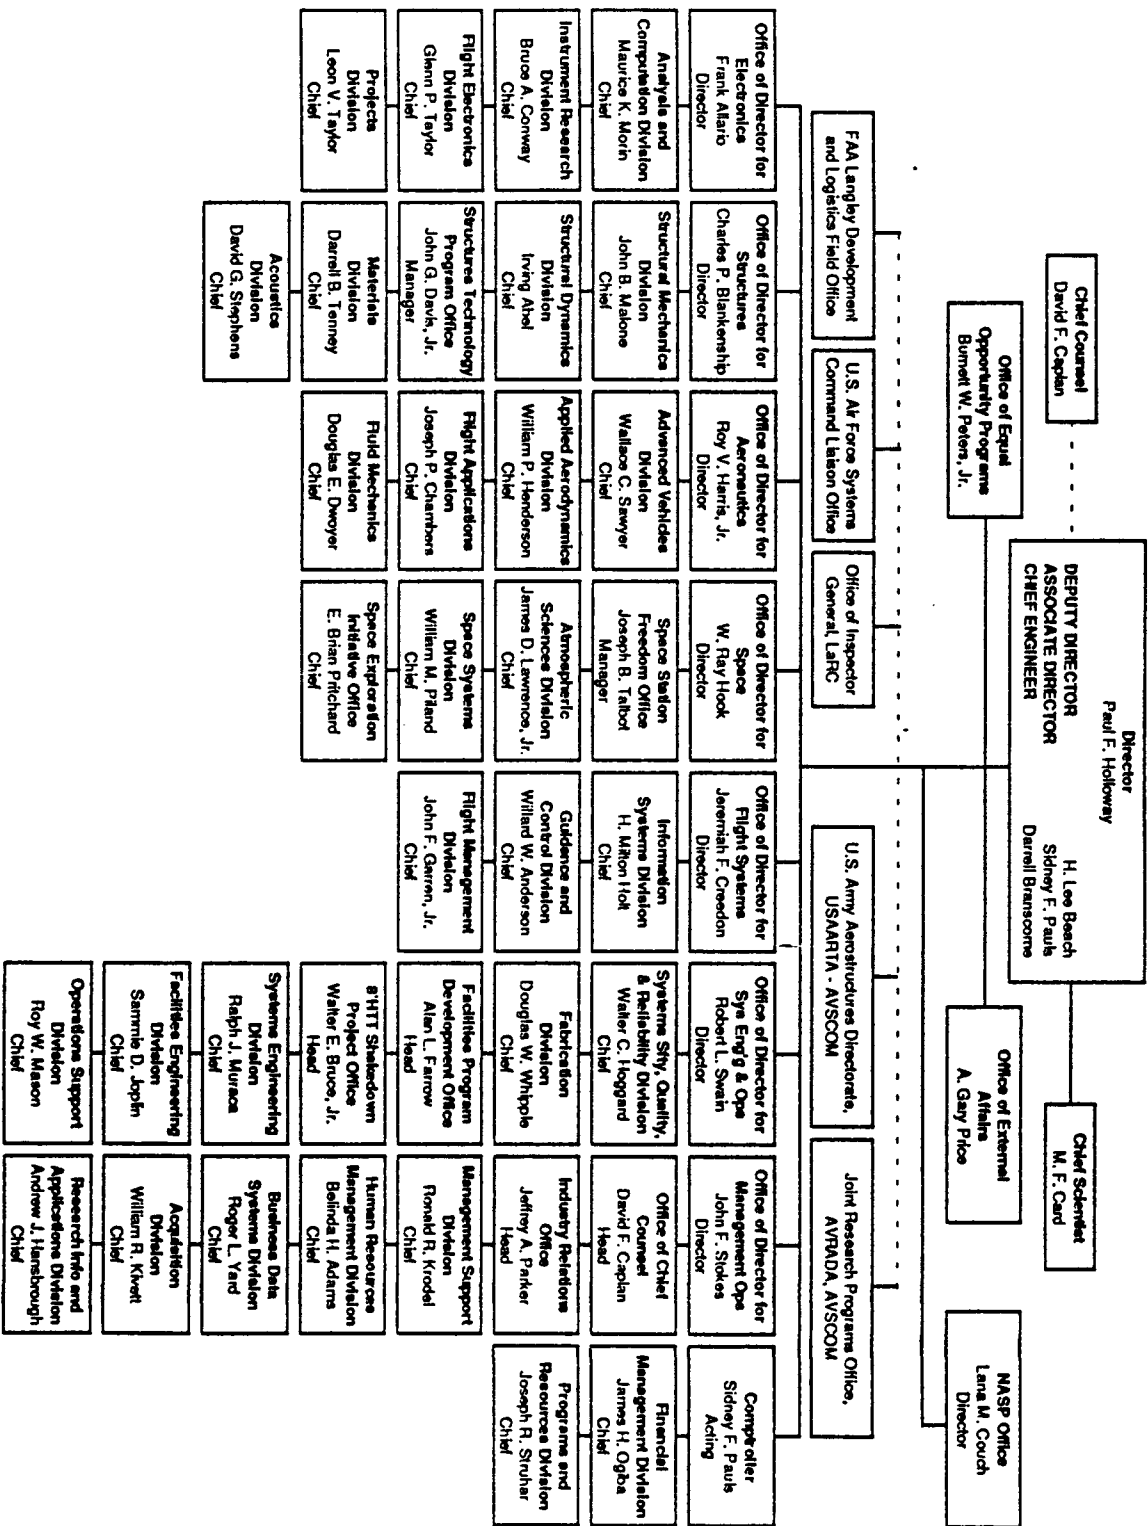 Director
Paul F. Holloway
DEPUTY DIRECTOR
H. Lee Beach
ASSOCIATE DIRECTOR
Sidney F. Pauls
CHIEF ENGINEER
Darrell Branscome
Chief Counsel
David F. Caplan
Chief Scientist
M. F. Card
Office of Equal
Opportunity Programs
Burnett W. Peters, Jr.
Office of External
Affairs
A. Gary Price
NASP Office
Lana M. Couch
Director
FAA Langley Development
and Logistics Field Office
U.S. Air Force Systems
Command Liaison Office
Office of Inspector
General, LaRC
U.S. Army Aerostructures Directorate,
USAARTA - AVSCOM
Joint Research Programs Office,
AVRADA, AVSCOM
Office of Director for
Electronics
Frank Allario
Director
Analysis and
Computation Division
Maurice K. Morin
Chief
Instrument Research
Division
Bruce A. Conway
Chief
Flight Electronics
Division
Glenn P. Taylor
Chief
Projects
Division
Leon V. Taylor
Chief
Office of Director for
Structures
Charles P. Blankenship
Director
Structural Mechanics
Division
John B. Malone
Chief
Structural Dynamics
Division
Irving Abel
Chief
Structures Technology
Program Office
John G. Davis, Jr.
Manager
Materials
Division
Darrell B. Tenney
Chief
Acoustics
Division
David G. Stephens
Chief
Office of Director for
Aeronautics
Roy V. Harris, Jr.
Director
Advanced Vehicles
Division
Wallace C. Sawyer
Chief
Applied Aerodynamics
Division
William P. Henderson
Chief
Flight Applications
Division
Joseph P. Chambers
Chief
Fluid Mechanics
Division
Douglas E. Dwoyer
Chief
Office of Director for
Space
W. Ray Hook
Director
Space Station
Freedom Office
Joseph B. Talbot
Manager
Atmospheric
Sciences Division
James D. Lawrence, Jr.
Chief
Space Systems
Division
William M. Piland
Chief
Space Exploration
Initiative Office
E. Brian Pritchard
Chief
Office of Director for
Flight Systems
Jeremiah F. Creedon
Director
Information
Systems Division
H. Milton Holt
Chief
Guidance and
Control Division
Willard W. Anderson
Chief
Flight Management
Division
John F. Garren, Jr.
Chief
Office of Director for
Sys Eng'g & Ops
Robert L. Swain
Director
Systems Sfty, Quality,
& Reliability Division
Walter C. Hoggard
Chief
Fabrication
Division
Douglas W. Whipple
Chief
Facilities Program
Development Office
Alan L. Farrow
Head
8'HTT Shakedown
Project Office
Walter E. Bruce, Jr.
Head
Systems Engineering
Division
Ralph J. Muraca
Chief
Facilities Engineering
Division
Sammie D. Joplin
Chief
Operations Support
Division
Roy W. Mason
Chief
Office of Director for
Management Ops
John F. Stokes
Director
Office of Chief
Counsel
David F. Caplan
Head
Industry Relations
Office
Jeffrey A. Parker
Head
Management Support
Division
Ronald R. Krodel
Chief
Human Resources
Management Division
Belinda H. Adams
Chief
Business Data
Systems Division
Roger L. Yard
Chief
Acquisition
Division
William R. Kivett
Chief
Research Info and
Applications Division
Andrew J. Hansbrough
Chief
Comptroller
Sidney F. Pauls
Acting
Financial
Management Division
James H. Ogiba
Chief
Programs and
Resources Division
Joseph R. Struhar
Chief